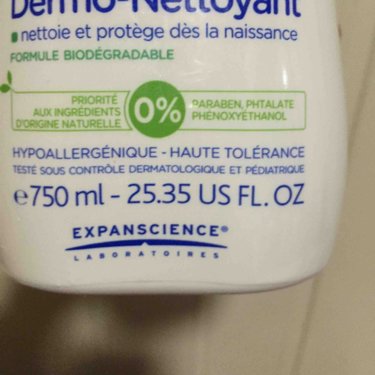 Dermo-Nettoyant
nettoie et protège dès la naissance
FORMULE BIODÉGRADABLE
PRIORITÉ
AUX INGRÉDIENTS
D'ORIGINE NATURELLE
0%
PARABEN, PHTALATE
PHÉNOXYÉTHANOL
HYPOALLERGÉNIQUE - HAUTE TOLÉRANCE
TESTÉ SOUS CONTRÔLE DERMATOLOGIQUE ET PÉDIATRIQUE
℮750 ml - 25.35 US FL. OZ
EXPANSCIENCE®
LABORATOIRES